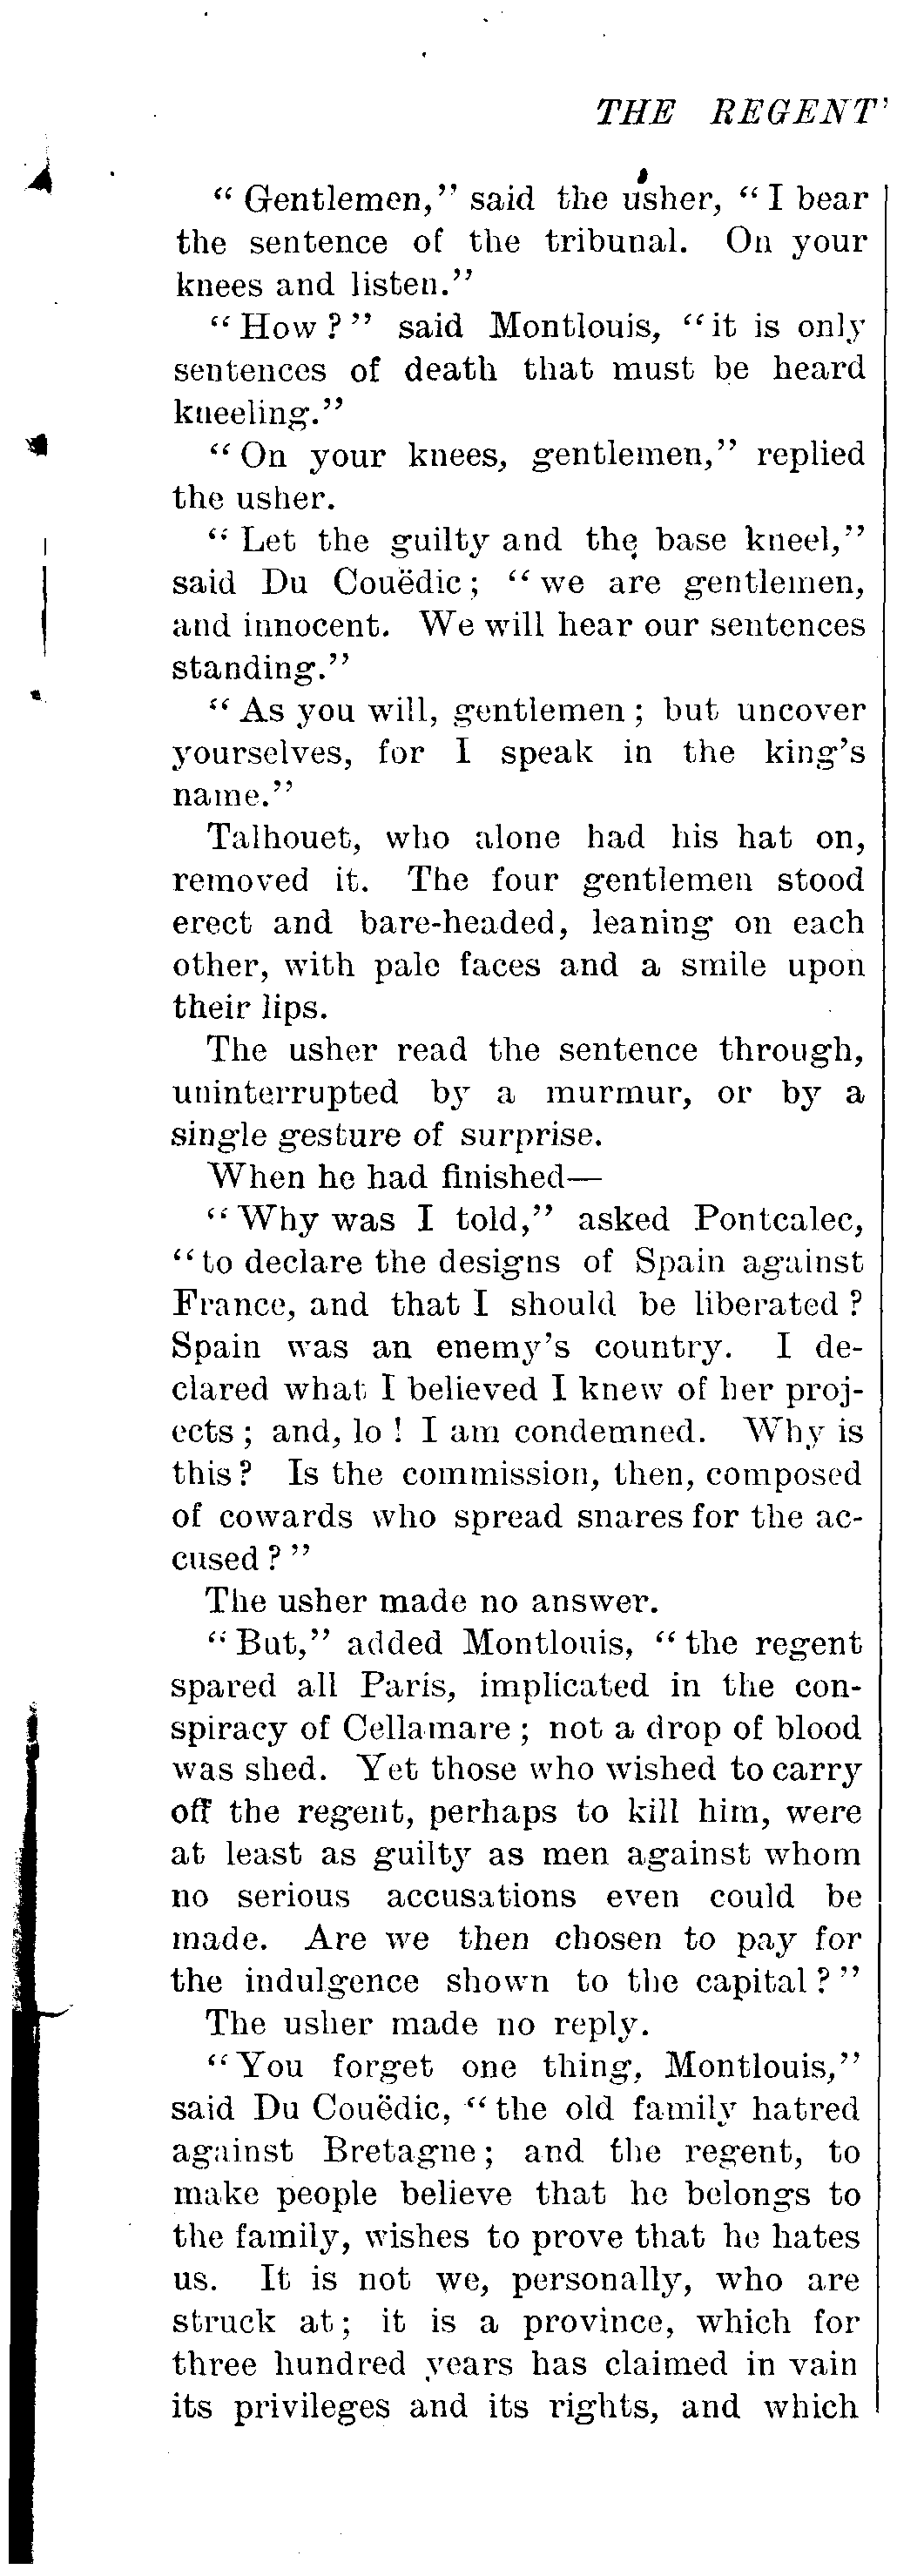 THE REGENT'
“ Gentlemen,” said the usher, “ I bear
the sentence of the tribunal. On your
knees and listen.”
“ How ? ” said Montlouis, “ it is only
sentences of death that must be heard
kneeling.”
“ On your knees, gentlemen,” replied
the usher.
“ Let the guilty and the base kneel,”
said Du Couëdic ; “ we are gentlemen,
and innocent. We will hear our sentences
standing.”
“ As you will, gentlemen ; but uncover
yourselves, for I speak in the king’s
name.”
Talhouet, who alone had his hat on,
removed it. The four gentlemen stood
erect and bare-headed, leaning on each
other, with pale faces and a smile upon
their lips.
The usher read the sentence through,
uninterrupted by a murmur, or by a
single gesture of surprise.
When he had finished—
“ Why was I told,” asked Pontcalec,
“ to declare the designs of Spain against
France, and that I should be liberated ?
Spain was an enemy’s country. I de-
clared what I believed I knew of her proj-
ects ; and, lo ! I am condemned. Why is
this ? Is the commission, then, composed
of cowards who spread snares for the ac-
cused ? ”
The usher made no answer.
“ But,” added Montlouis, “ the regent
spared all Paris, implicated in the con-
spiracy of Cellamare ; not a drop of blood
was shed. Yet those who wished to carry
off the regent, perhaps to kill him, were
at least as guilty as men against whom
no serious accusations even could be
made. Are we then chosen to pay for
the indulgence shown to the capital ? ”
The usher made no reply.
“ You forget one thing, Montlouis,”
said Du Couëdic, “ the old family hatred
against Bretagne ; and the regent, to
make people believe that he belongs to
the family, wishes to prove that he hates
us. It is not we, personally, who are
struck at ; it is a province, which for
three hundred years has claimed in vain
its privileges and its rights, and which